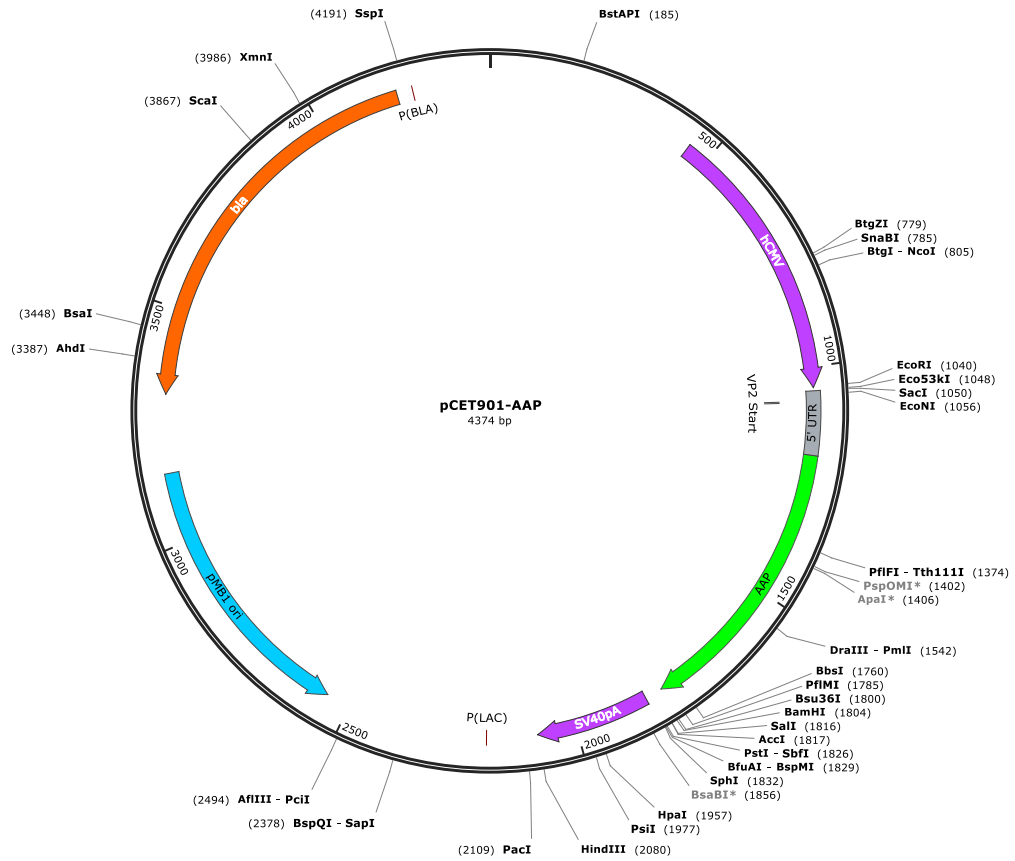 (4191) SspI
BstAPI (185)
(3986) XmnI
(3867) ScaI
4000
P(BLA)
500
bla
hCMV
BtgZI (779)
SnaBI (785)
BtgI - NcoI (805)
(3448) BsaI
3500
(3387) AhdI
1000
EcoRI (1040)
Eco53kI (1048)
SacI (1050)
EcoNI (1056)
VP2 Start
5' UTR
pCET901-AAP
4374 bp
3000
pMB1 ori
AAP
1500
PflFI - Tth111I (1374)
PspOMI* (1402)
ApaI* (1406)
DraIII - PmlI (1542)
BbsI (1760)
PflMI (1785)
Bsu36I (1800)
BamHI (1804)
SalI (1816)
AccI (1817)
PstI - SbfI (1826)
BfuAI - BspMI (1829)
SphI (1832)
BsaBI* (1856)
SV40pA
P(LAC)
2500
2000
(2494) AflIII - PciI
(2378) BspQI - SapI
HpaI (1957)
PsiI (1977)
(2109) PacI
HindIII (2080)